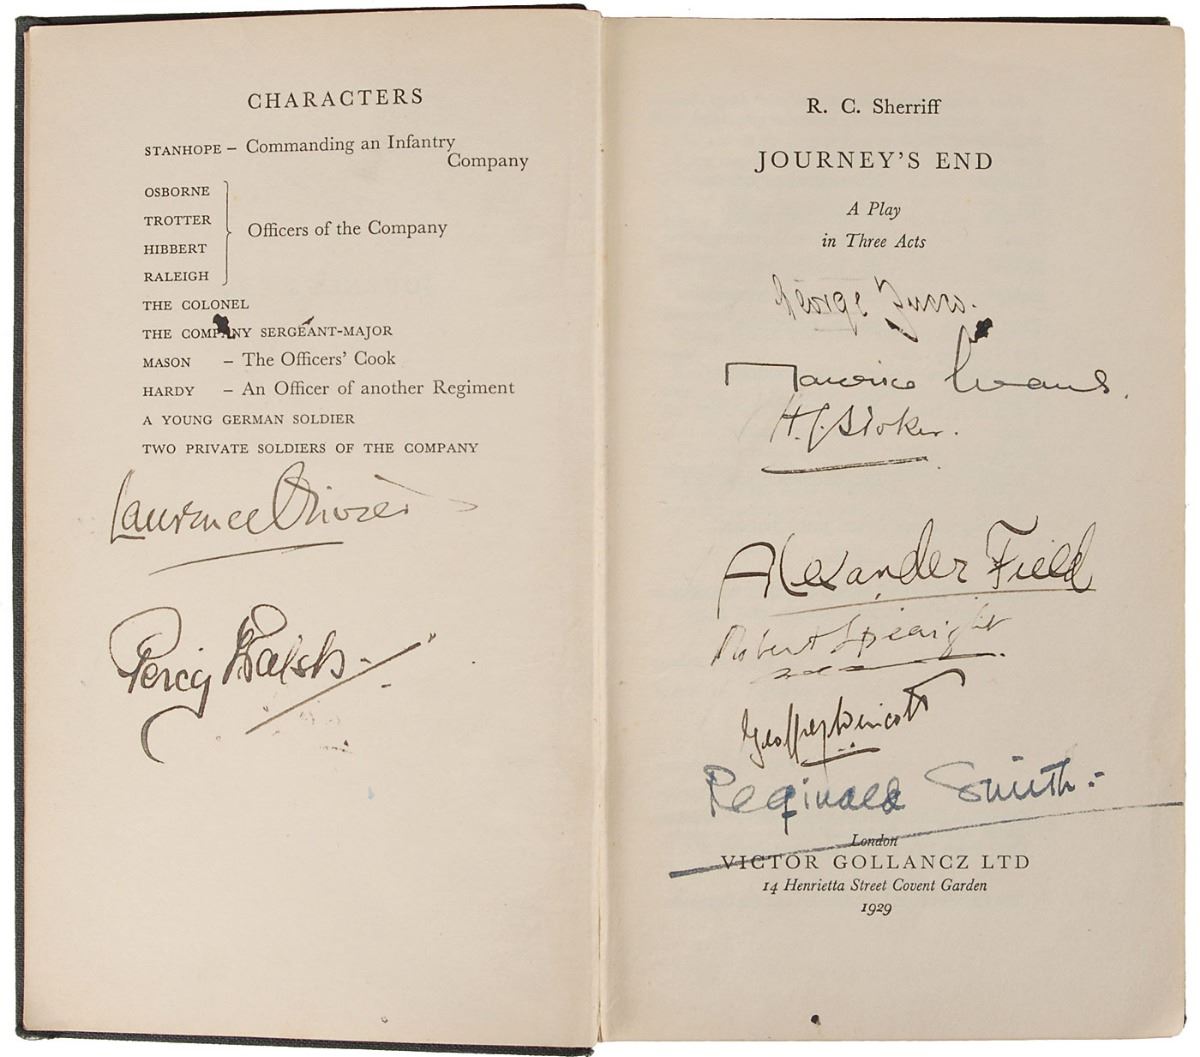 CHARACTERS
STANHOPE – Commanding an Infantry
Company
OSBORNE
TROTTER
HIBBERT
RALEIGH
Officers of the Company
THE COLONEL
THE COMPANY SERGEANT-MAJOR
MASON – The Officers' Cook
HARDY – An Officer of another Regiment
A YOUNG GERMAN SOLDIER
TWO PRIVATE SOLDIERS OF THE COMPANY
Laurence Olivier
Percy Walsh.
R. C. Sherriff
JOURNEY'S END
A Play
in Three Acts
George Zucco.
Maurice Evans.
H. G. Stoker.
Alexander Field
Robert Speaight
Geoffrey Wincott
Reginald Smith:-
London
VICTOR GOLLANCZ LTD
14 Henrietta Street Covent Garden
1929